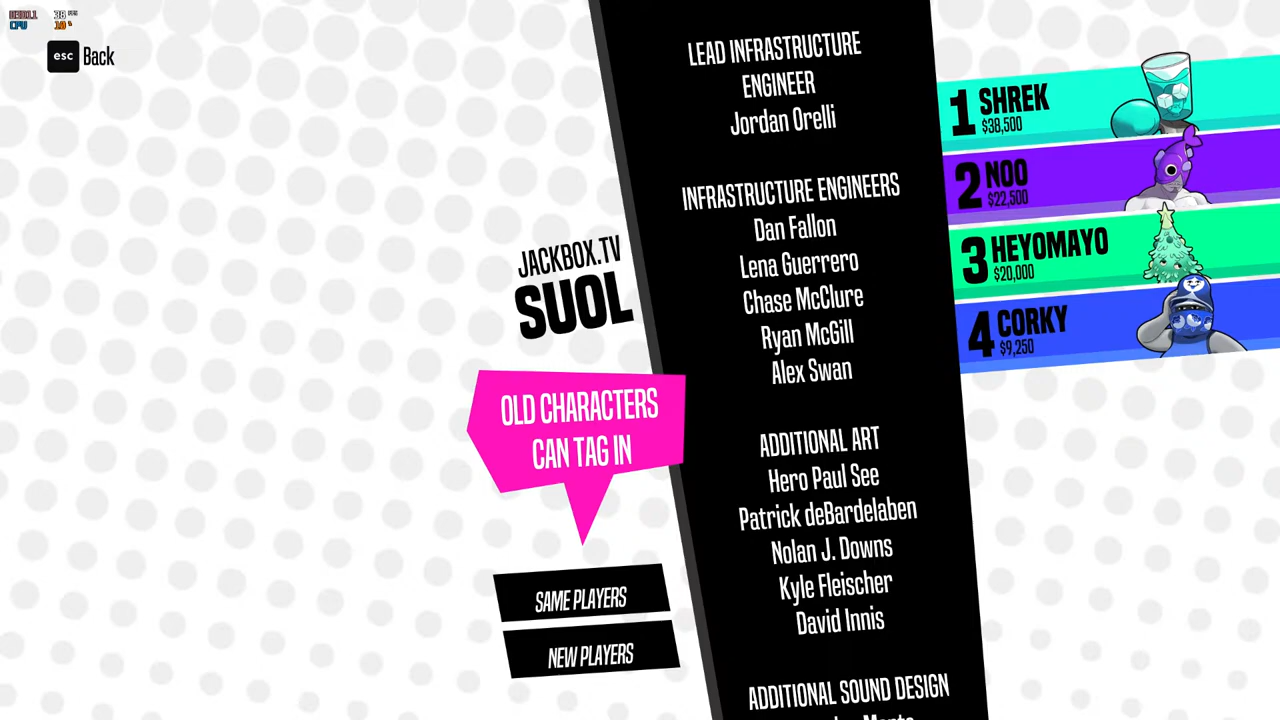 38 FPS
CPU
esc Back
JACKBOX.TV
SUOL
OLD CHARACTERS
CAN TAG IN
SAME PLAYERS
NEW PLAYERS
LEAD INFRASTRUCTURE
ENGINEER
Jordan Orelli
INFRASTRUCTURE ENGINEERS
Dan Fallon
Lena Guerrero
Chase McClure
Ryan McGill
Alex Swan
ADDITIONAL ART
Hero Paul See
Patrick deBardelaben
Nolan J. Downs
Kyle Fleischer
David Innis
ADDITIONAL SOUND DESIGN
1 SHREK
$38,500
2 NOO
$22,500
3 HEYOMAYO
$20,000
4 CORKY
$9,250